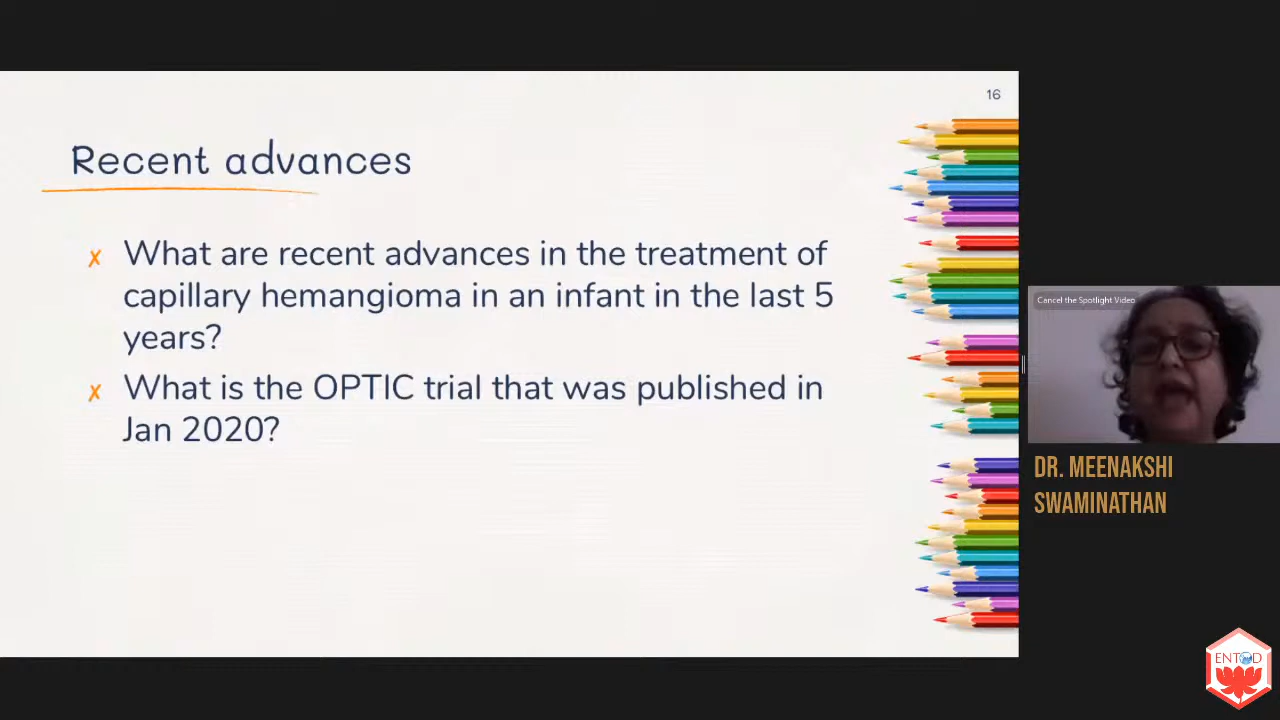 16
Recent advances
x What are recent advances in the treatment of
capillary hemangioma in an infant in the last 5
years?
x What is the OPTIC trial that was published in
Jan 2020?
Cancel the Spotlight Video
DR. MEENAKSHI
SWAMINATHAN
ENTOD